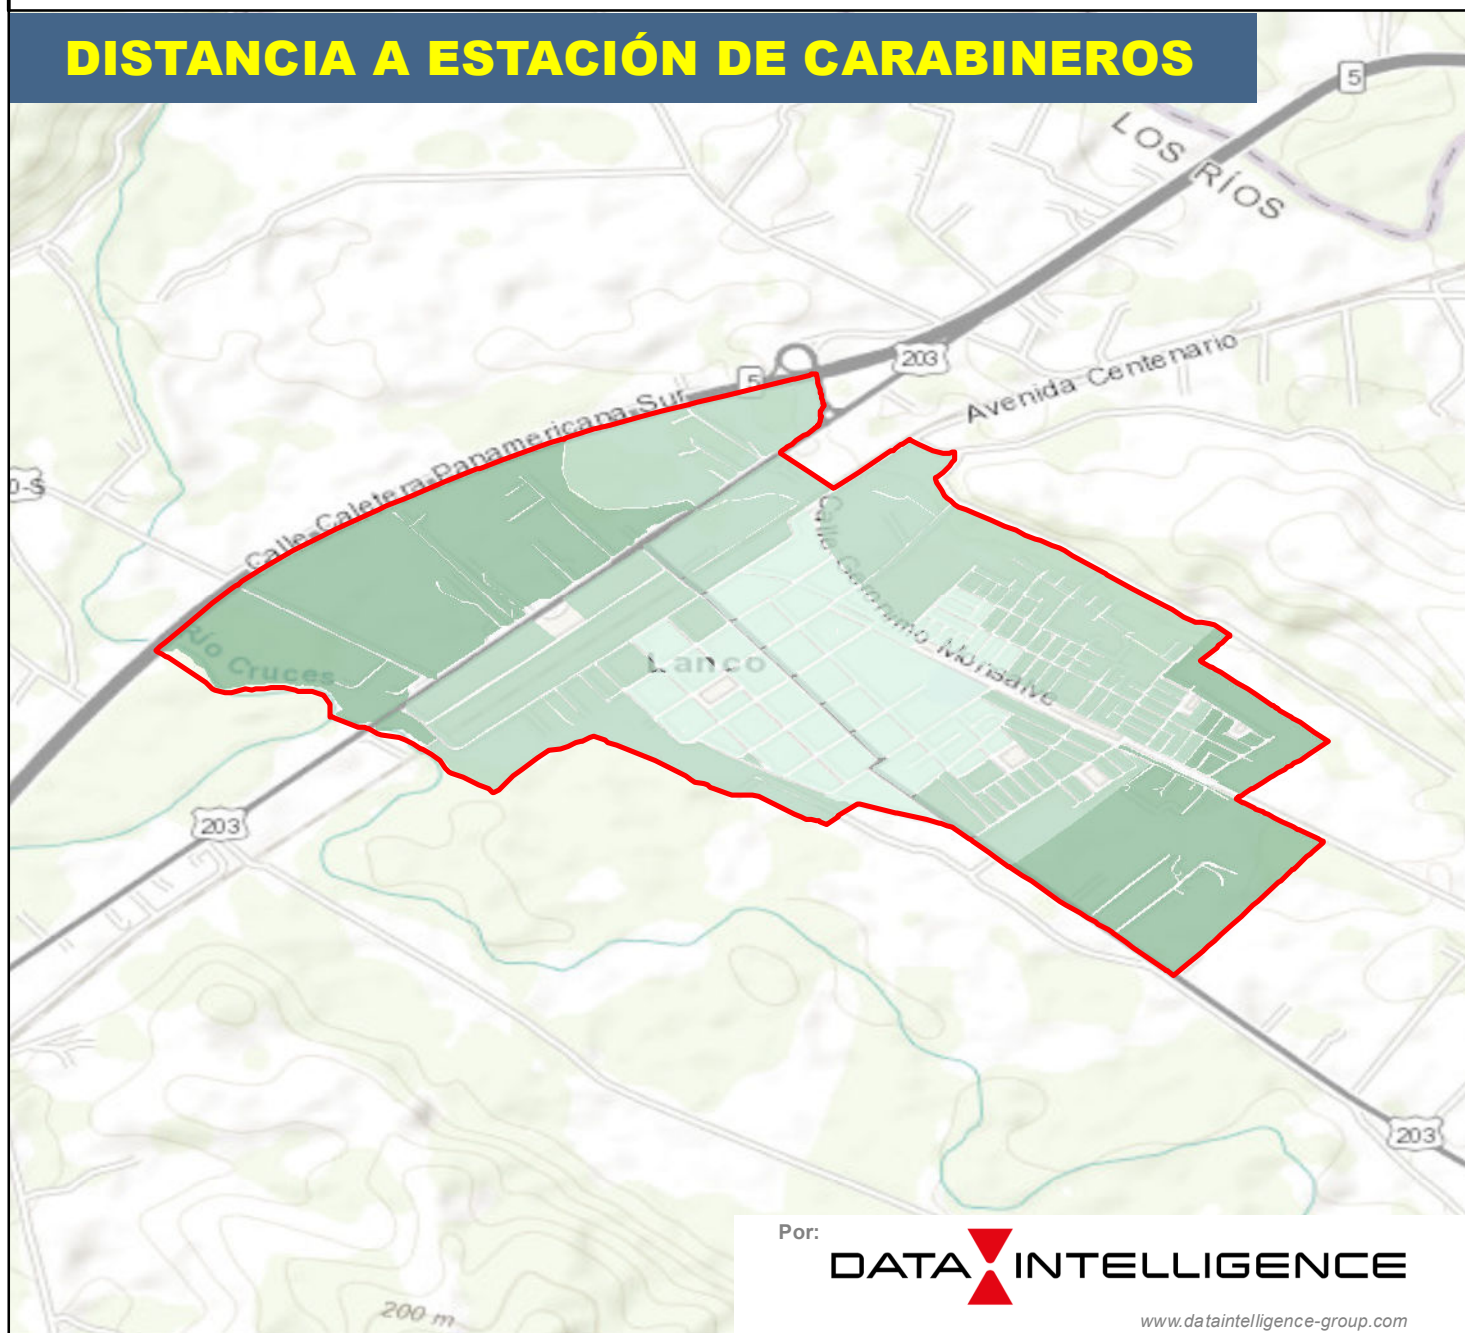 DISTANCIA A ESTACIÓN DE CARABINEROS
5
LOS RÍOS
203
5
Avenida Centenario
Calle Caletera Panamericana Sur
0-S
Calle Geronimo Monsalve
Río Cruces
Lanco
203
203
200 m
Por:
DATA INTELLIGENCE
www.dataintelligence-group.com